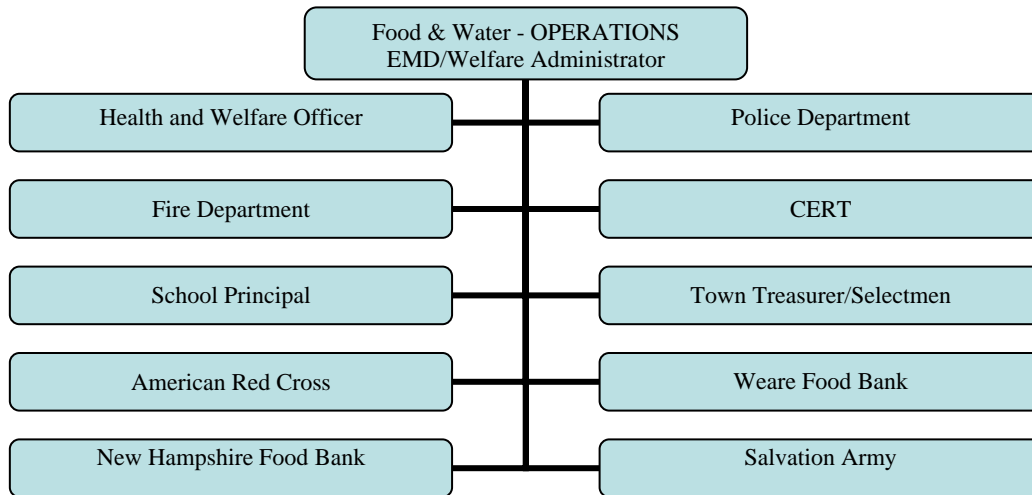 Food & Water - OPERATIONS
EMD/Welfare Administrator
Health and Welfare Officer
Police Department
Fire Department
CERT
School Principal
Town Treasurer/Selectmen
American Red Cross
Weare Food Bank
New Hampshire Food Bank
Salvation Army